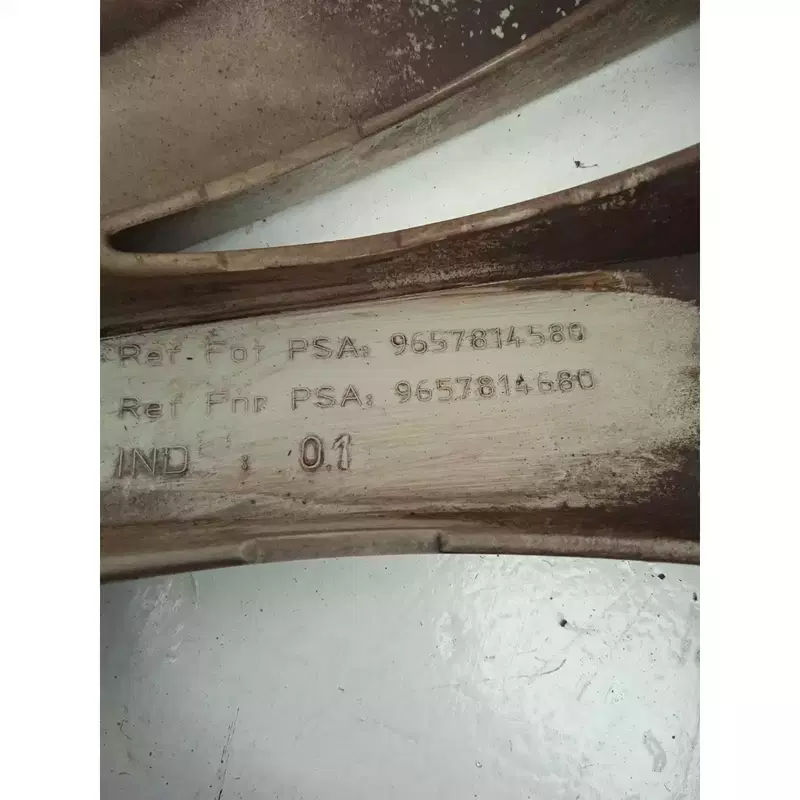 Ref Fot PSA: 9657814580
Ref Fnr PSA: 9657814680
IND : 01